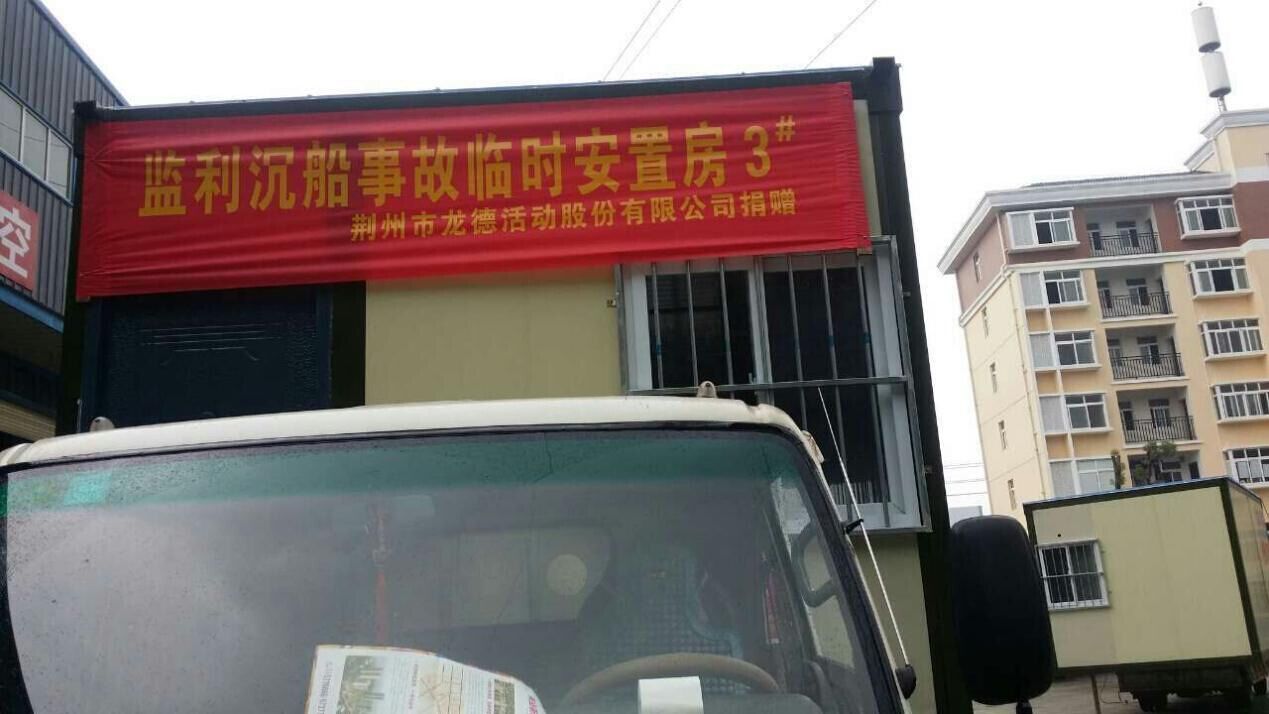 监利沉船事故临时安置房3#
荆州市龙德活动股份有限公司捐赠
空